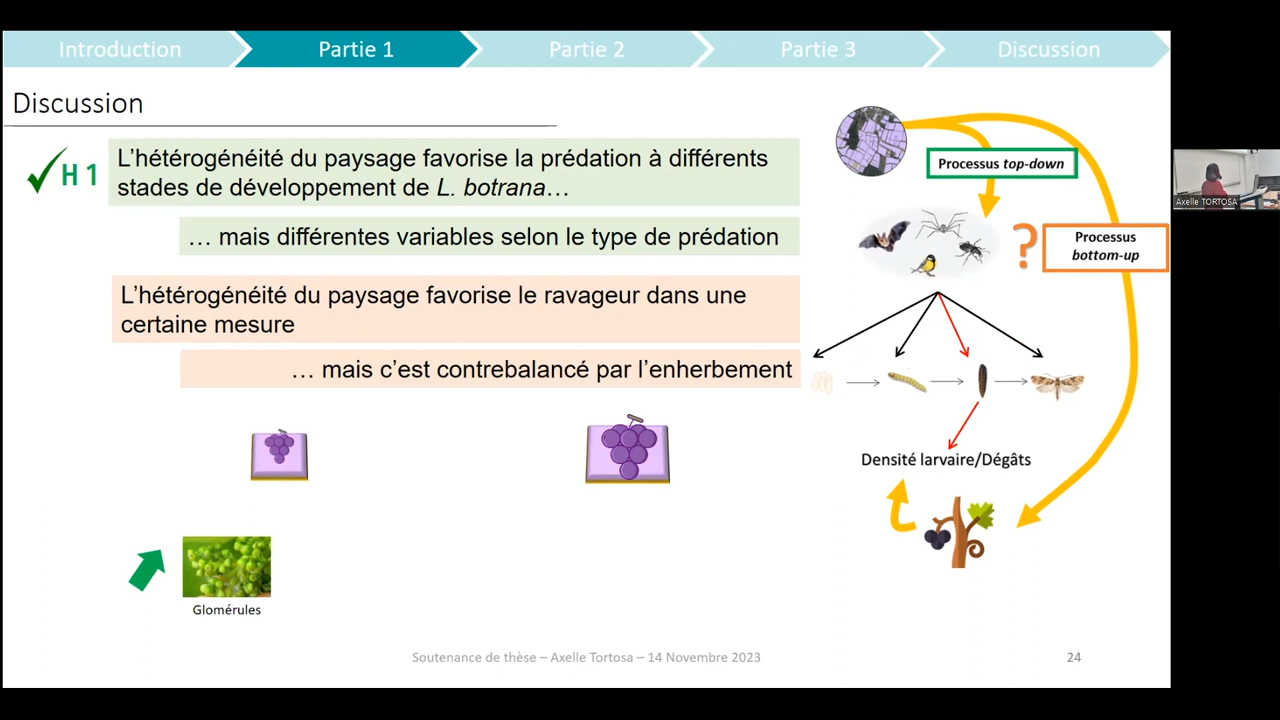 Introduction
Partie 1
Partie 2
Partie 3
Discussion
Discussion
H 1
L’hétérogénéité du paysage favorise la prédation à différents
stades de développement de L. botrana…
… mais différentes variables selon le type de prédation
L’hétérogénéité du paysage favorise le ravageur dans une
certaine mesure
… mais c’est contrebalancé par l’enherbement
Glomérules
Processus top-down
?
Processus
bottom-up
Densité larvaire/Dégâts
Soutenance de thèse – Axelle Tortosa – 14 Novembre 2023
24
Axelle TORTOSA